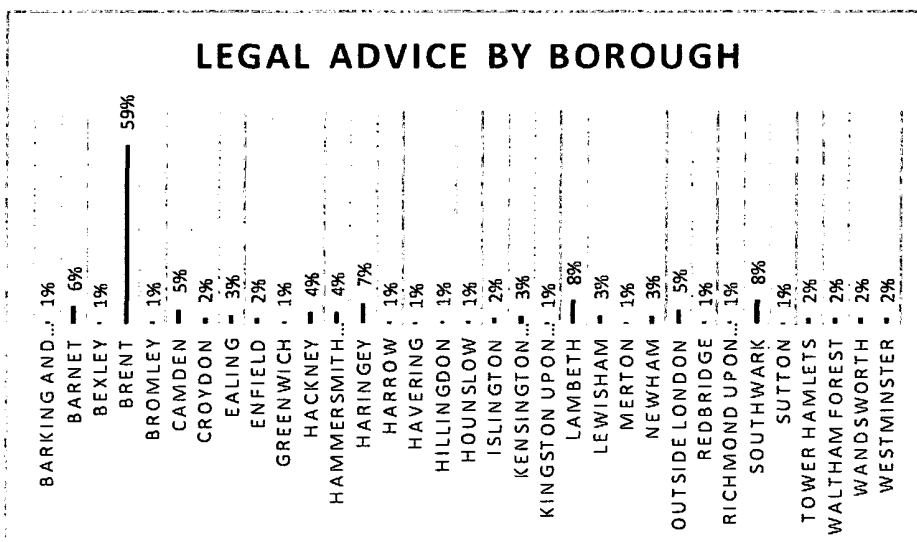 LEGAL ADVICE BY BOROUGH
BARKING AND... 1%
BARNET 6%
BEXLEY 1%
BRENT 59%
BROMLEY 1%
CAMDEN 5%
CROYDON 2%
EALING 3%
ENFIELD 2%
GREENWICH 1%
HACKNEY 4%
HAMMERSMITH... 4%
HARINGEY 7%
HARROW 1%
HAVERING 1%
HILLINGDON 1%
HOUNSLOW 1%
ISLINGTON 2%
KENSINGTON... 3%
KINGSTON UPON... 1%
LAMBETH 8%
LEWISHAM 3%
MERTON 1%
NEWHAM 3%
OUTSIDE LONDON 5%
REDBRIDGE 1%
RICHMOND UPON... 1%
SOUTHWARK 8%
SUTTON 1%
TOWER HAMLETS 2%
WALTHAM FOREST 2%
WANDSWORTH 2%
WESTMINSTER 2%